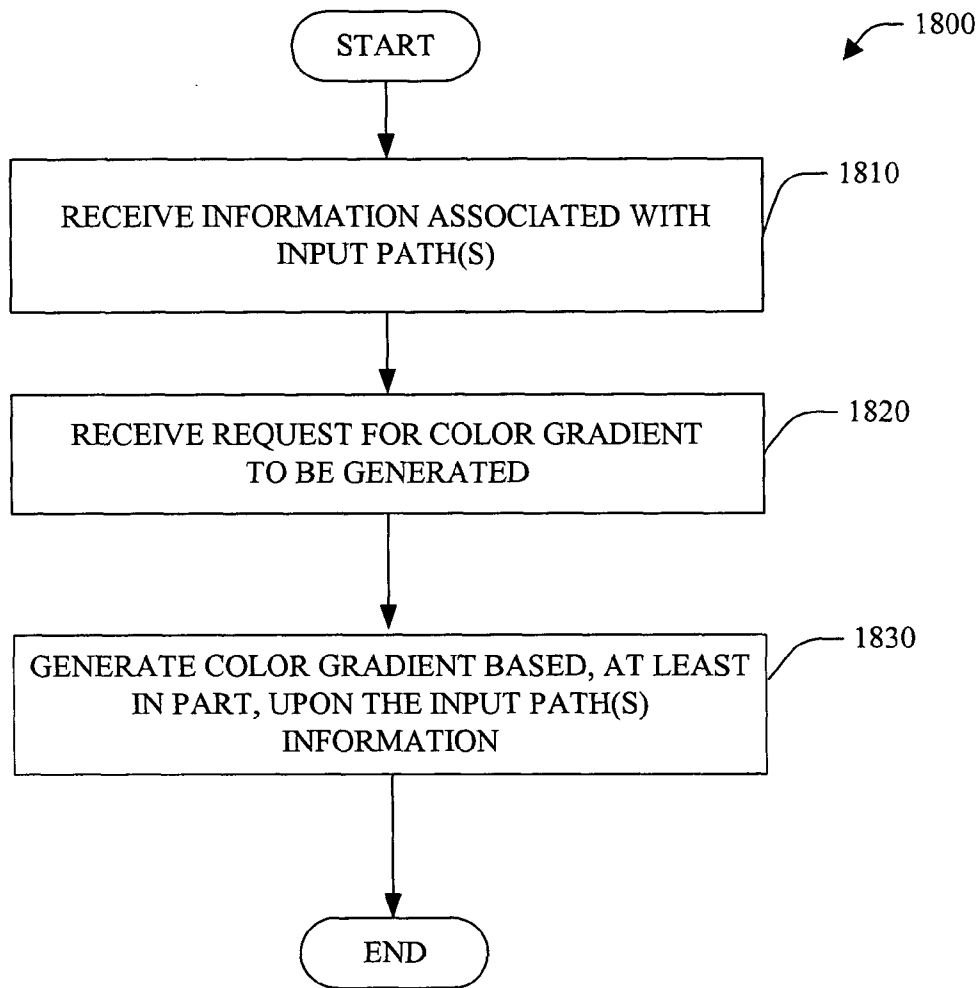 START
1800
RECEIVE INFORMATION ASSOCIATED WITH
INPUT PATH(S)
1810
RECEIVE REQUEST FOR COLOR GRADIENT
TO BE GENERATED
1820
GENERATE COLOR GRADIENT BASED, AT LEAST
IN PART, UPON THE INPUT PATH(S)
INFORMATION
1830
END